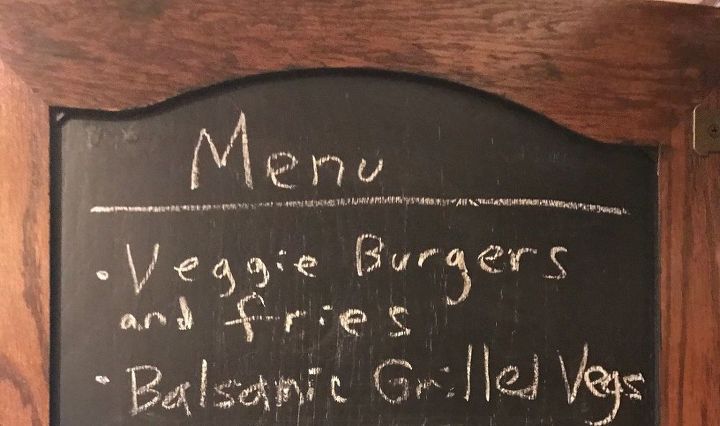 Menu
• Veggie Burgers
and fries
• Balsamic Grilled Vegs